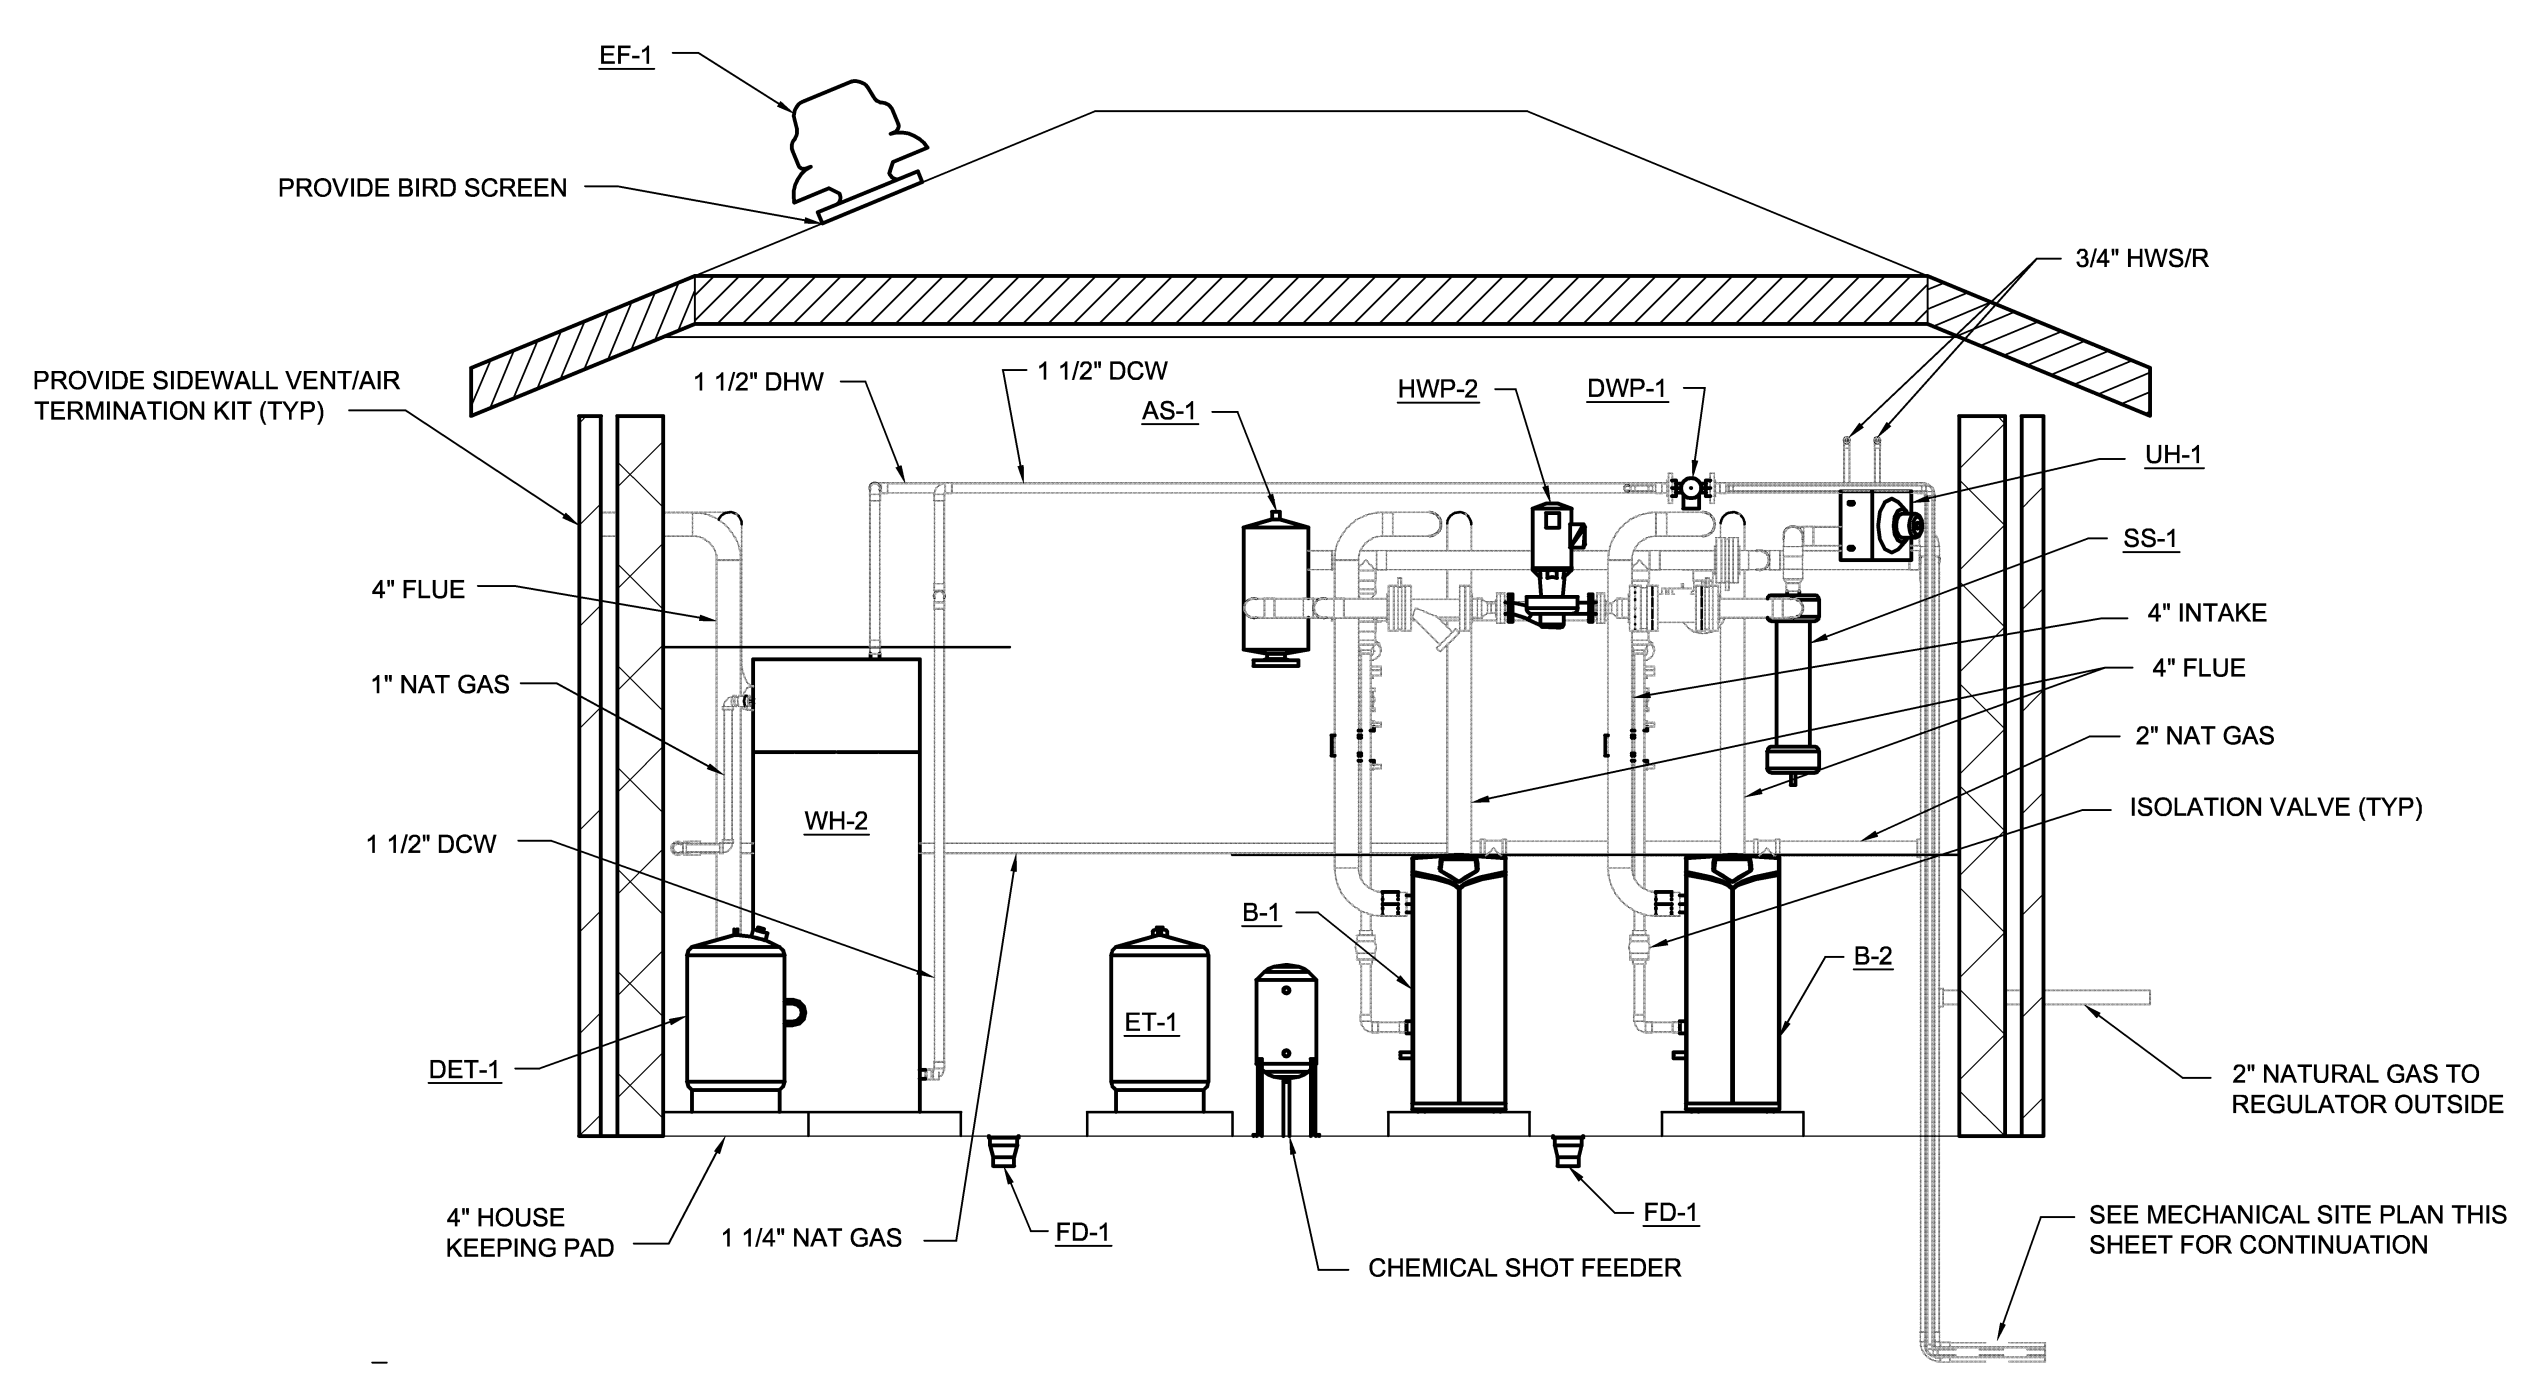 EF-1
PROVIDE BIRD SCREEN
3/4" HWS/R
PROVIDE SIDEWALL VENT/AIR
TERMINATION KIT (TYP)
1 1/2" DHW
1 1/2" DCW
AS-1
HWP-2
DWP-1
UH-1
SS-1
4" FLUE
4" INTAKE
4" FLUE
1" NAT GAS
2" NAT GAS
ISOLATION VALVE (TYP)
WH-2
1 1/2" DCW
B-1
B-2
ET-1
DET-1
2" NATURAL GAS TO
REGULATOR OUTSIDE
4" HOUSE
KEEPING PAD
1 1/4" NAT GAS
FD-1
FD-1
CHEMICAL SHOT FEEDER
SEE MECHANICAL SITE PLAN THIS
SHEET FOR CONTINUATION